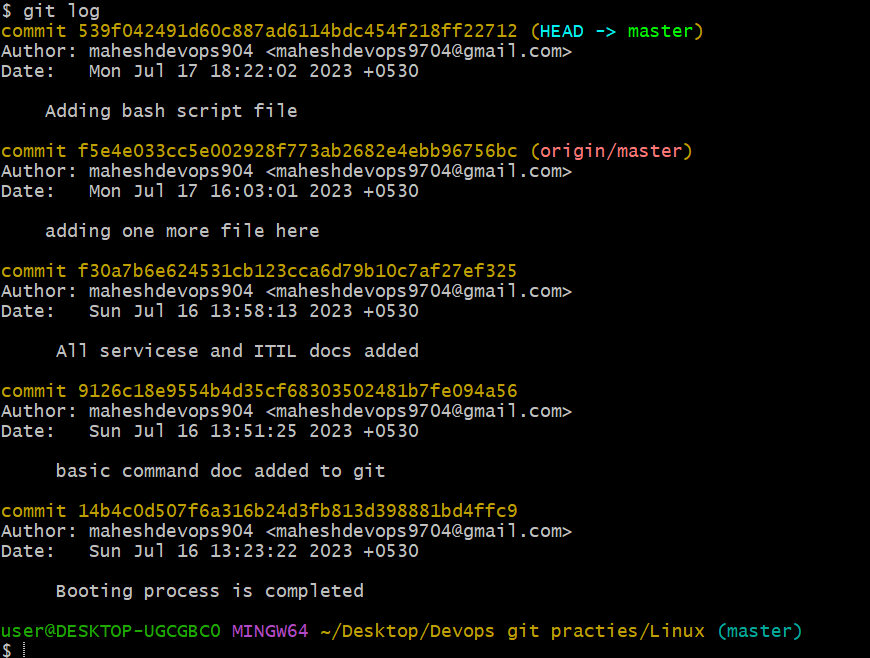 $ git log
commit 539f042491d60c887ad6114bdc454f218ff22712 (HEAD -> master)
Author: maheshdevops904 <maheshdevops9704@gmail.com>
Date:   Mon Jul 17 18:22:02 2023 +0530
Adding bash script file
commit f5e4e033cc5e002928f773ab2682e4ebb96756bc (origin/master)
Author: maheshdevops904 <maheshdevops9704@gmail.com>
Date:   Mon Jul 17 16:03:01 2023 +0530
adding one more file here
commit f30a7b6e624531cb123cca6d79b10c7af27ef325
Author: maheshdevops904 <maheshdevops9704@gmail.com>
Date:   Sun Jul 16 13:58:13 2023 +0530
All servicese and ITIL docs added
commit 9126c18e9554b4d35cf68303502481b7fe094a56
Author: maheshdevops904 <maheshdevops9704@gmail.com>
Date:   Sun Jul 16 13:51:25 2023 +0530
basic command doc added to git
commit 14b4c0d507f6a316b24d3fb813d398881bd4ffc9
Author: maheshdevops904 <maheshdevops9704@gmail.com>
Date:   Sun Jul 16 13:23:22 2023 +0530
Booting process is completed
user@DESKTOP-UGCGBC0 MINGW64 ~/Desktop/Devops git practies/Linux (master)
$